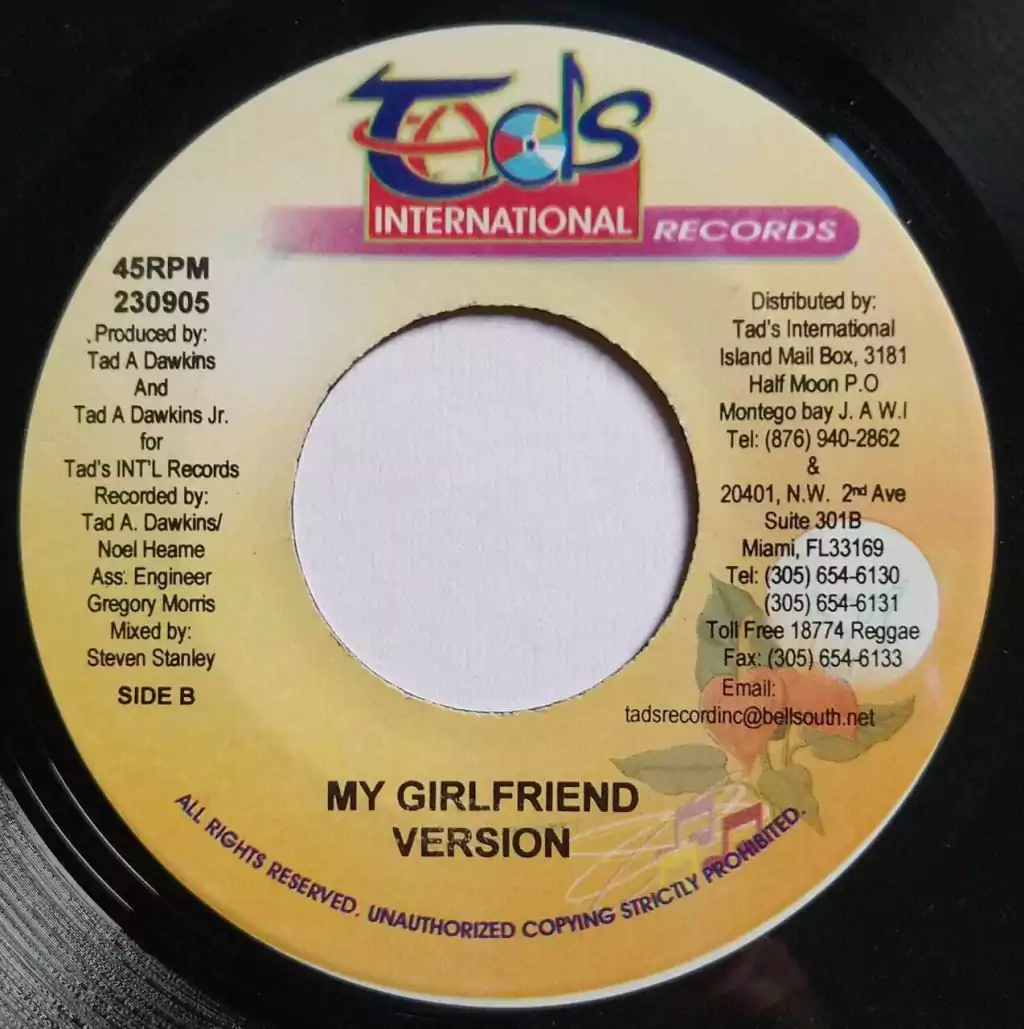 Tads
INTERNATIONAL
RECORDS
45RPM
230905
Produced by:
Tad A Dawkins
And
Tad A Dawkins Jr.
for
Tad's INT'L Records
Recorded by:
Tad A. Dawkins/
Noel Hearne
Ass. Engineer
Gregory Morris
Mixed by:
Steven Stanley
SIDE B
Distributed by:
Tad's International
Island Mail Box, 3181
Half Moon P.O
Montego bay J. A W.I
Tel: (876) 940-2862
&
20401, N.W. 2nd Ave
Suite 301B
Miami, FL33169
Tel: (305) 654-6130
(305) 654-6131
Toll Free 18774 Reggae
Fax: (305) 654-6133
Email:
tadsrecordinc@bellsouth.net
MY GIRLFRIEND
VERSION
ALL RIGHTS RESERVED. UNAUTHORIZED COPYING STRICTLY PROHIBITED.